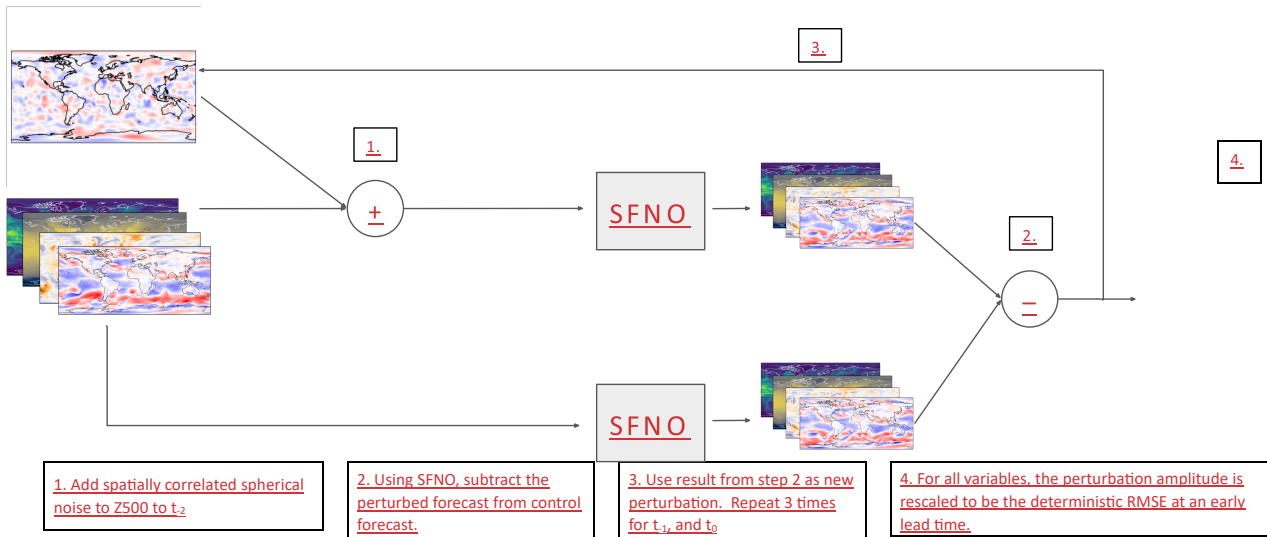 3.
1.
4.
+
SFNO
2.
–
SFNO
1. Add spatially correlated spherical
noise to Z500 to t-2
2. Using SFNO, subtract the
perturbed forecast from control
forecast.
3. Use result from step 2 as new
perturbation. Repeat 3 times
for t-1, and t0
4. For all variables, the perturbation amplitude is
rescaled to be the deterministic RMSE at an early
lead time.